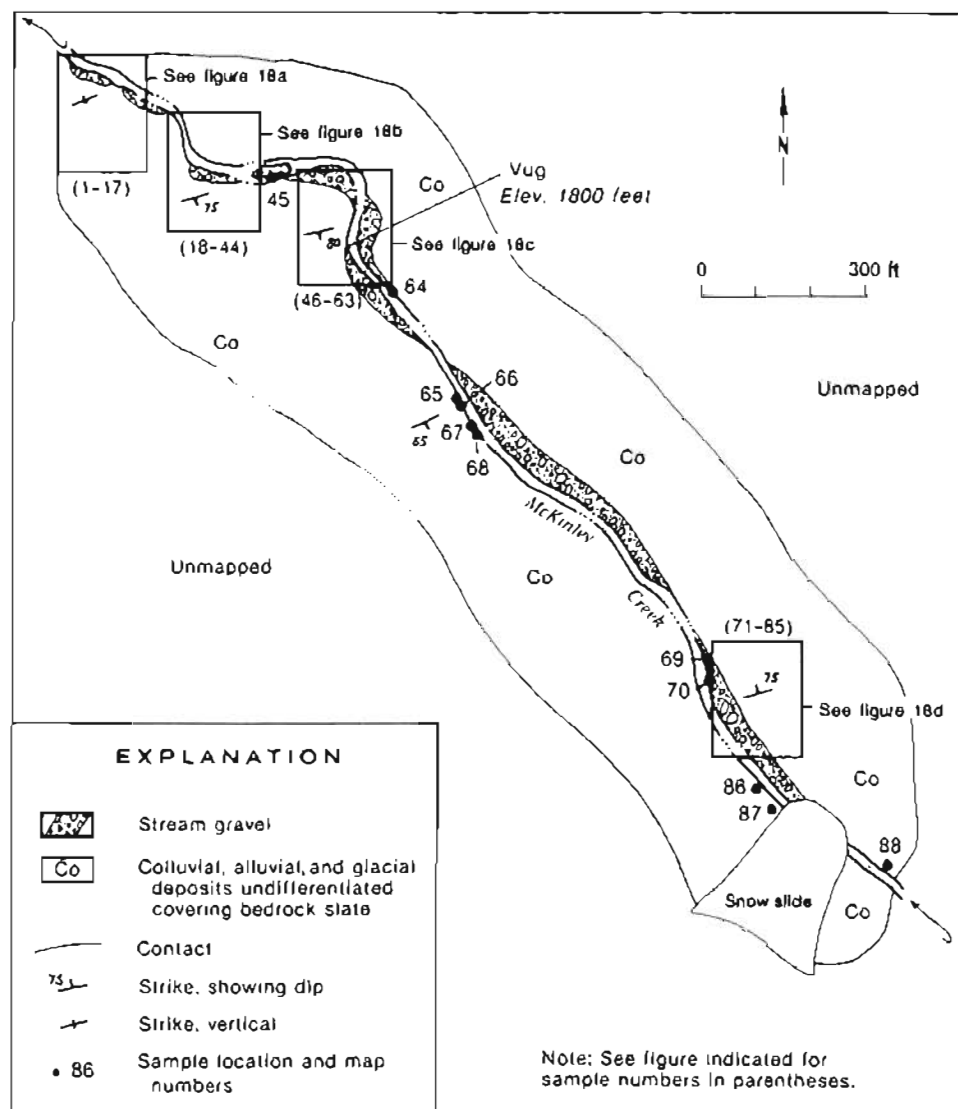 See figure 18a
(1-17)
See figure 18b
75
(18-44)
45
Co
Vug
Elev. 1800 feet
N
80
See figure 18c
(46-63)
64
0 300 ft
Co
Unmapped
65
66
65
67
68
Co
McKinley
Creek
Unmapped
Co
(71-85)
69
70
75
See figure 18d
86
87
Co
88
Snow slide
Co
EXPLANATION
Stream gravel
Co
Colluvial, alluvial, and glacial
deposits undifferentiated
covering bedrock slate
Contact
75
Strike, showing dip
Strike, vertical
86
Sample location and map
numbers
Note: See figure indicated for
sample numbers in parentheses.